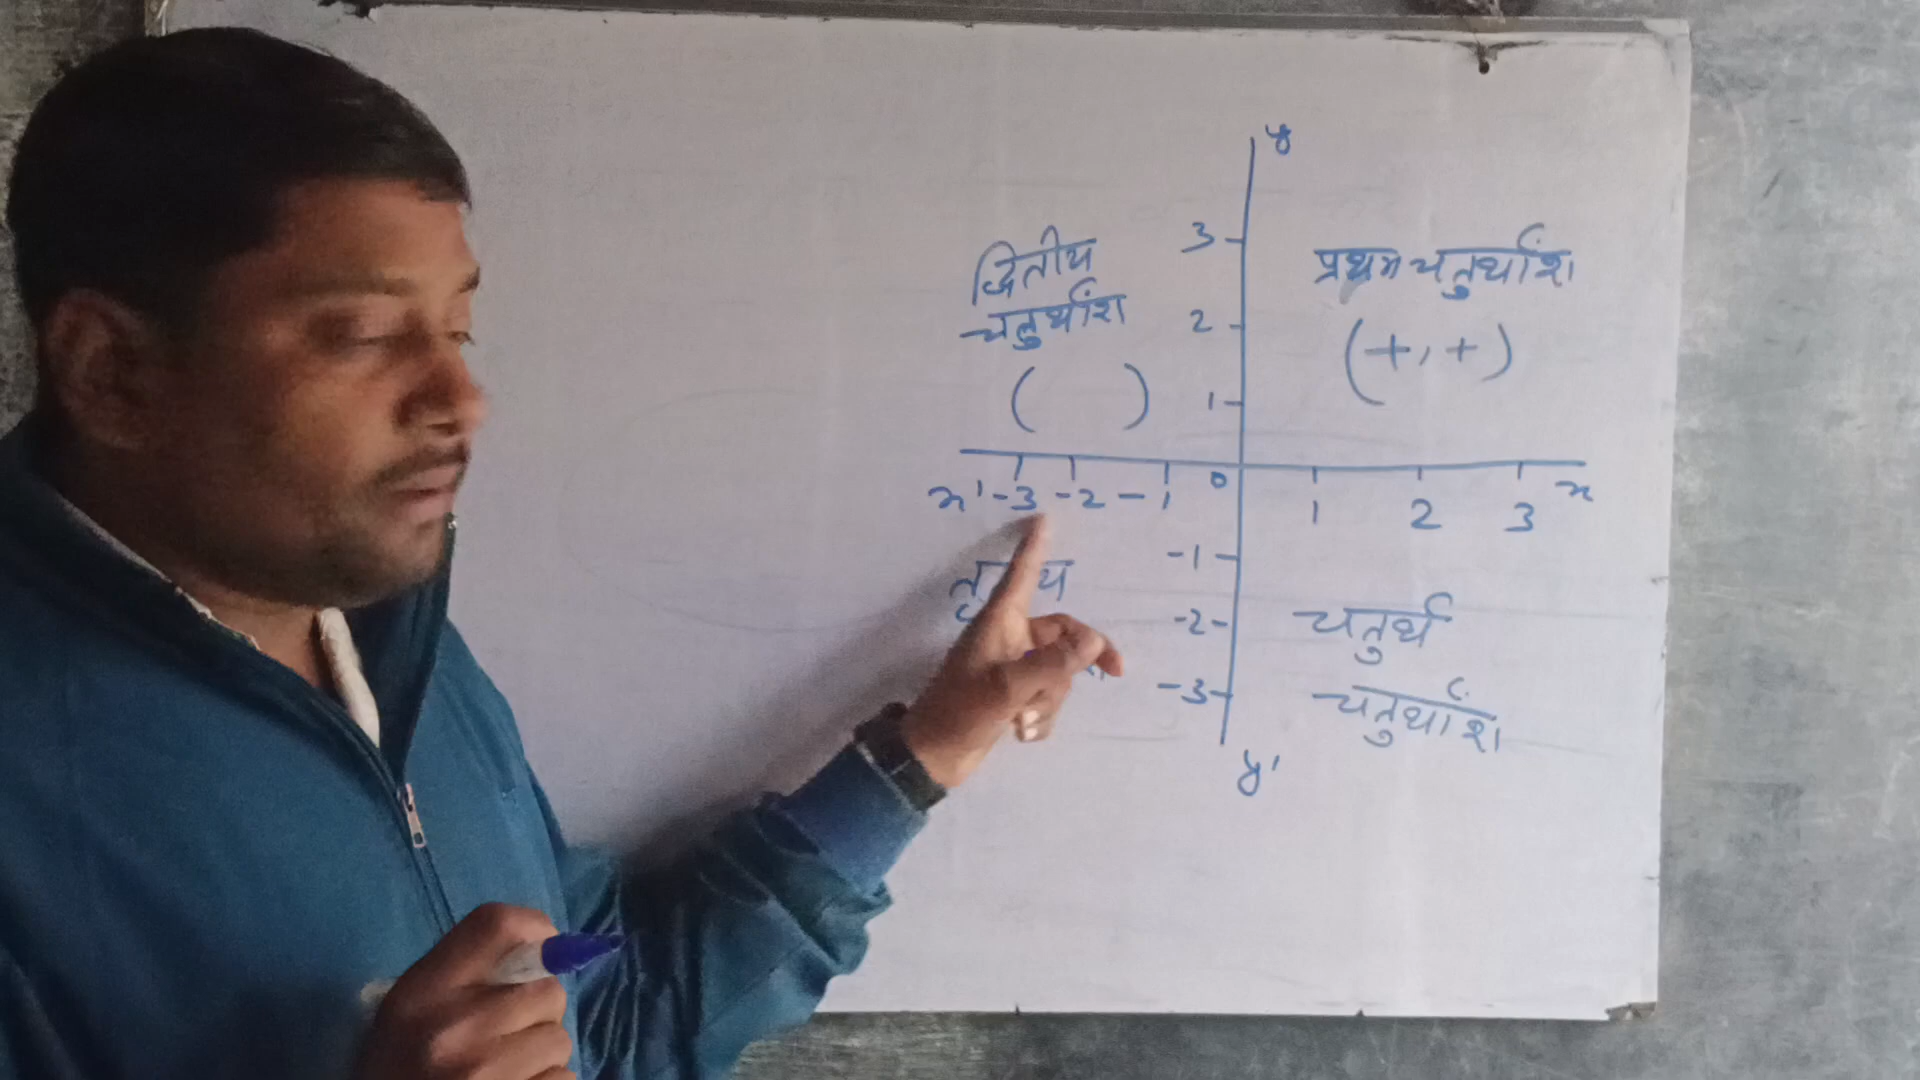 y
3
द्वितीय
चतुर्थांश
प्रथम चतुर्थांश
2
(+,+)
( )
1
x' -3 -2 -1 0 1 2 3 x
-1
-2
चतुर्थ
-3
चतुर्थांश
y'